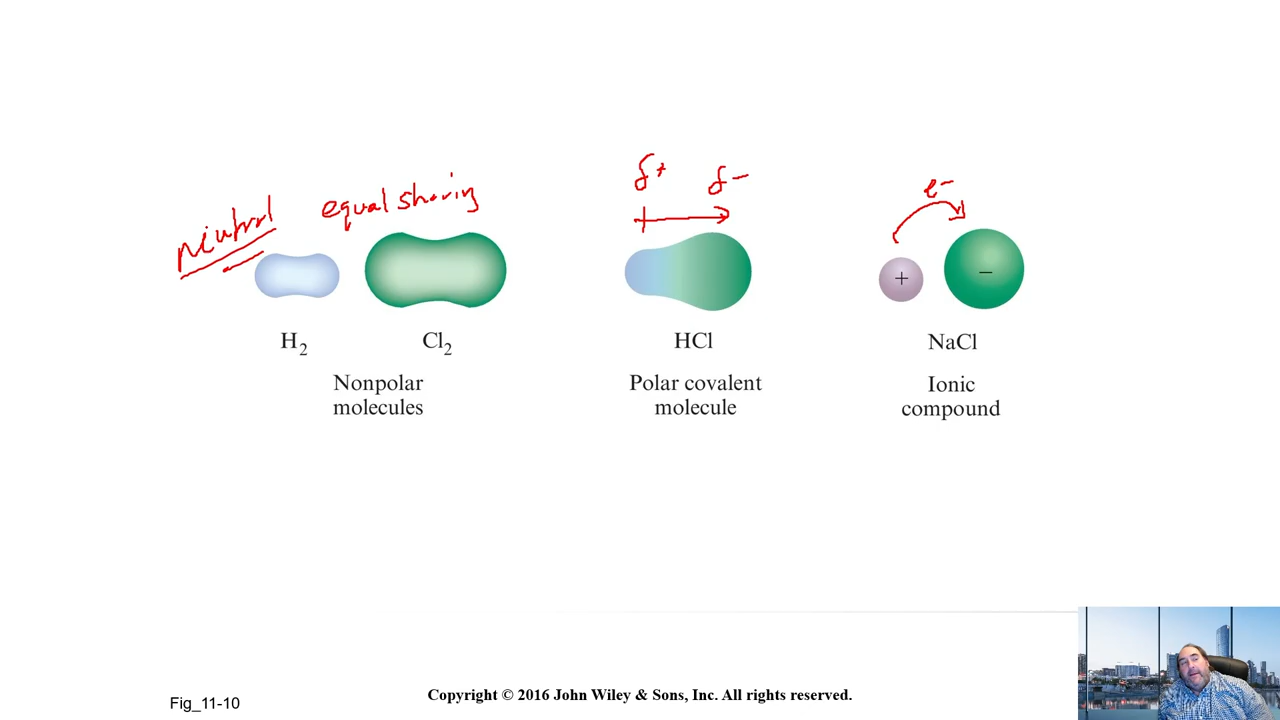 neutral
equal sharing
δ+
δ−
e−
+
−
H2
Cl2
HCl
NaCl
Nonpolar
molecules
Polar covalent
molecule
Ionic
compound
Fig_11-10
Copyright © 2016 John Wiley & Sons, Inc. All rights reserved.